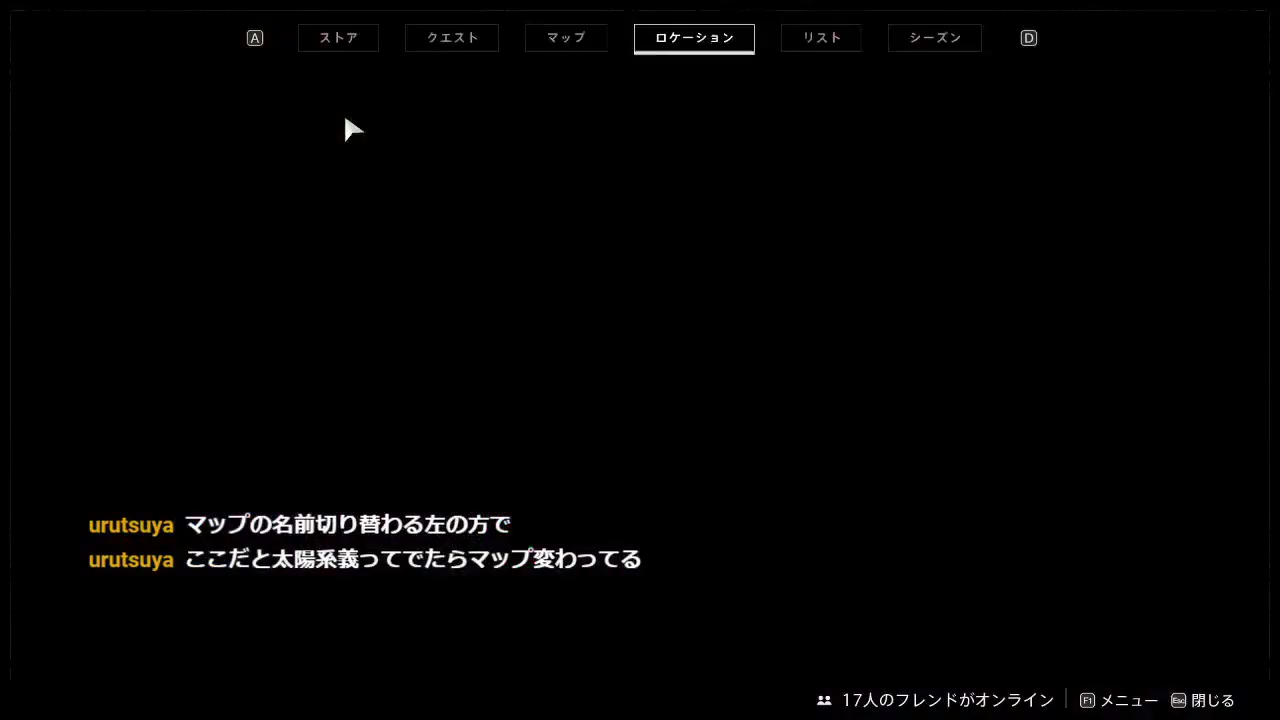 A ストア クエスト マップ ロケーション リスト シーズン D
urutsuya マップの名前切り替わる左の方で
urutsuya ここだと太陽系義ってでたらマップ変わってる
17人のフレンドがオンライン F1 メニュー Esc 閉じる